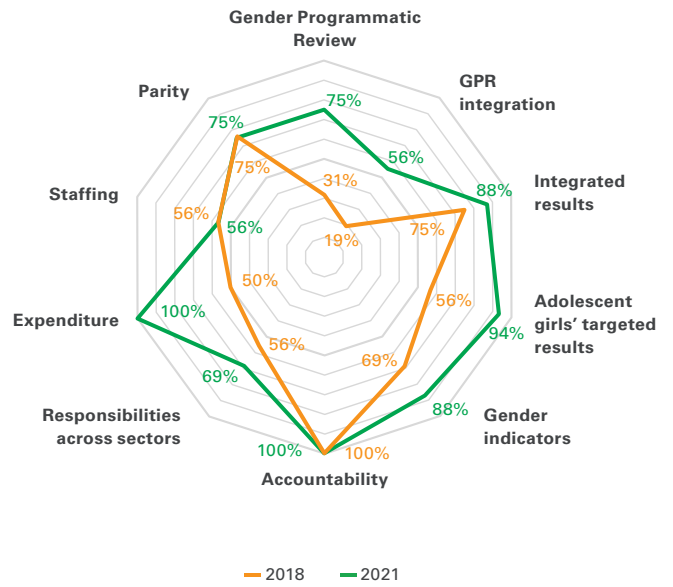 Gender Programmatic
Review
GPR
integration
Parity
75%
75%
56%
75%
31%
Integrated
results
88%
Staffing
56%
56%
19%
75%
50%
56%
Adolescent
girls’ targeted
results
94%
Expenditure
100%
56%
69%
69%
88%
Responsibilities
across sectors
Gender
indicators
100%
100%
Accountability
2018
2021